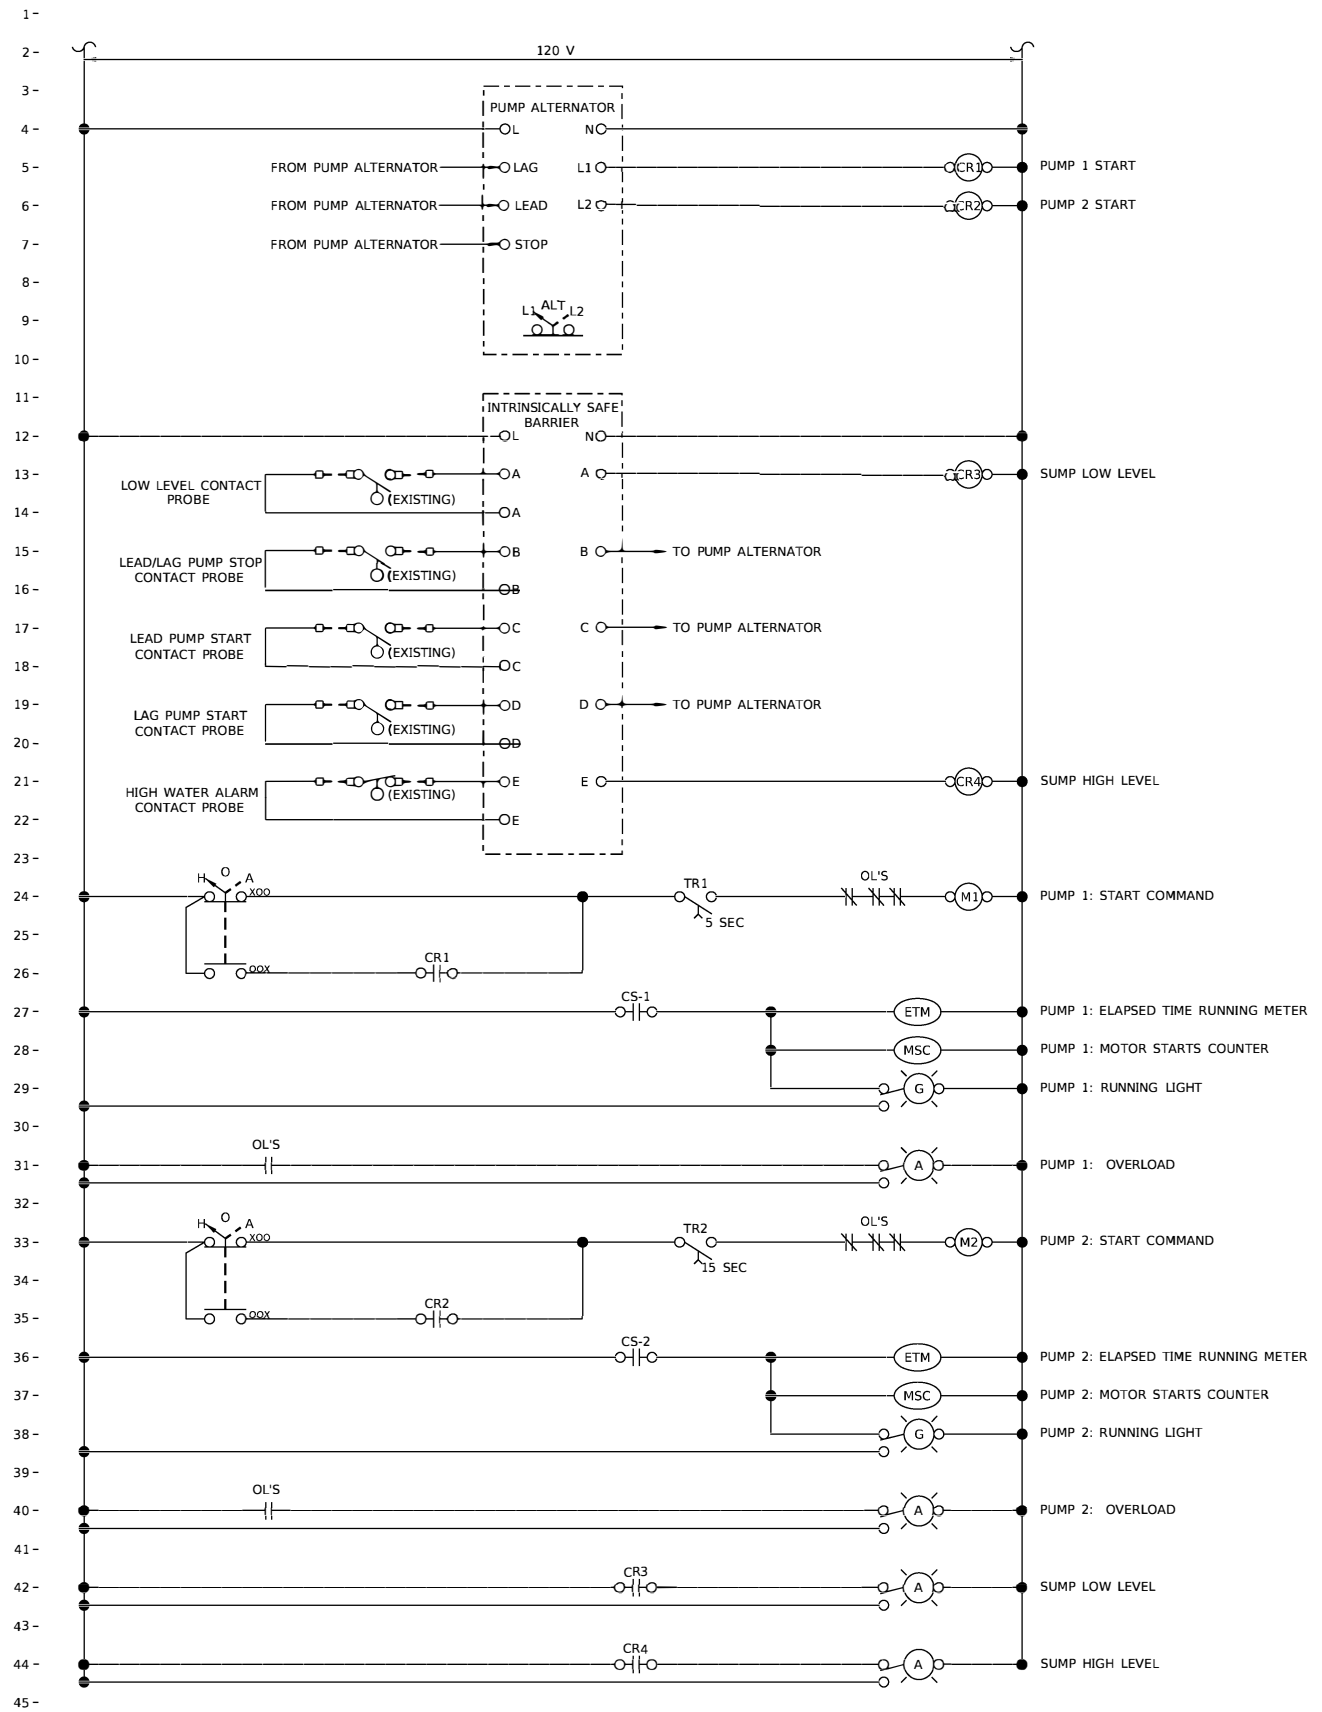 1-
2-
120 V
3-
PUMP ALTERNATOR
4-
L N
5-
FROM PUMP ALTERNATOR LAG L1 CR1 PUMP 1 START
6-
FROM PUMP ALTERNATOR LEAD L2 CR2 PUMP 2 START
7-
FROM PUMP ALTERNATOR STOP
8-
9-
L1 ALT L2
10-
11-
INTRINSICALLY SAFE
BARRIER
12-
L N
13-
LOW LEVEL CONTACT
PROBE
(EXISTING)
A A CR3 SUMP LOW LEVEL
14-
A
15-
LEAD/LAG PUMP STOP
CONTACT PROBE
(EXISTING)
B B TO PUMP ALTERNATOR
16-
B
17-
LEAD PUMP START
CONTACT PROBE
(EXISTING)
C C TO PUMP ALTERNATOR
18-
C
19-
LAG PUMP START
CONTACT PROBE
(EXISTING)
D D TO PUMP ALTERNATOR
20-
D
21-
HIGH WATER ALARM
CONTACT PROBE
(EXISTING)
E E CR4 SUMP HIGH LEVEL
22-
E
23-
24-
H O A XOO TR1 5 SEC OL'S M1 PUMP 1: START COMMAND
25-
26-
OOX CR1
27-
CS-1 ETM PUMP 1: ELAPSED TIME RUNNING METER
28-
MSC PUMP 1: MOTOR STARTS COUNTER
29-
G PUMP 1: RUNNING LIGHT
30-
31-
OL'S A PUMP 1: OVERLOAD
32-
33-
H O A XOO TR2 15 SEC OL'S M2 PUMP 2: START COMMAND
34-
35-
OOX CR2
36-
CS-2 ETM PUMP 2: ELAPSED TIME RUNNING METER
37-
MSC PUMP 2: MOTOR STARTS COUNTER
38-
G PUMP 2: RUNNING LIGHT
39-
40-
OL'S A PUMP 2: OVERLOAD
41-
42-
CR3 A SUMP LOW LEVEL
43-
44-
CR4 A SUMP HIGH LEVEL
45-